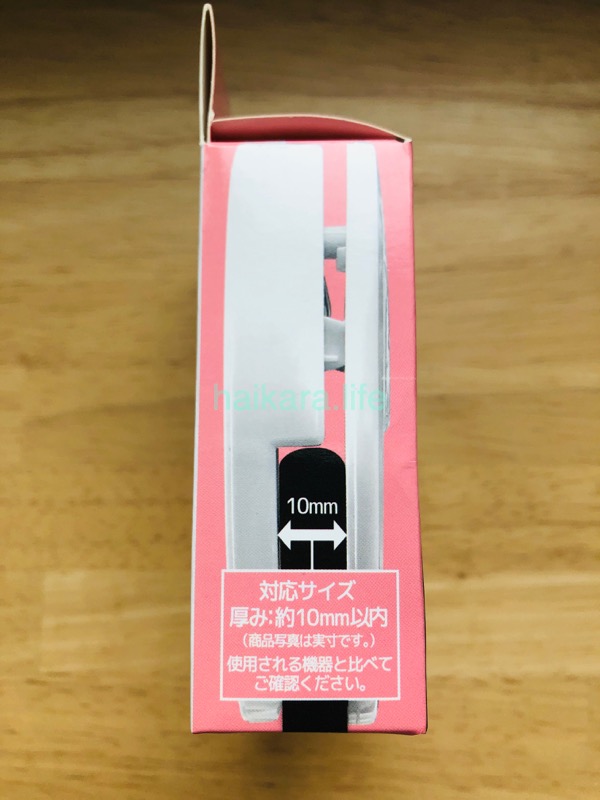 haikara.life
10mm
対応サイズ
厚み:約10mm以内
(商品写真は実寸です。)
使用される機器と比べて
ご確認ください。